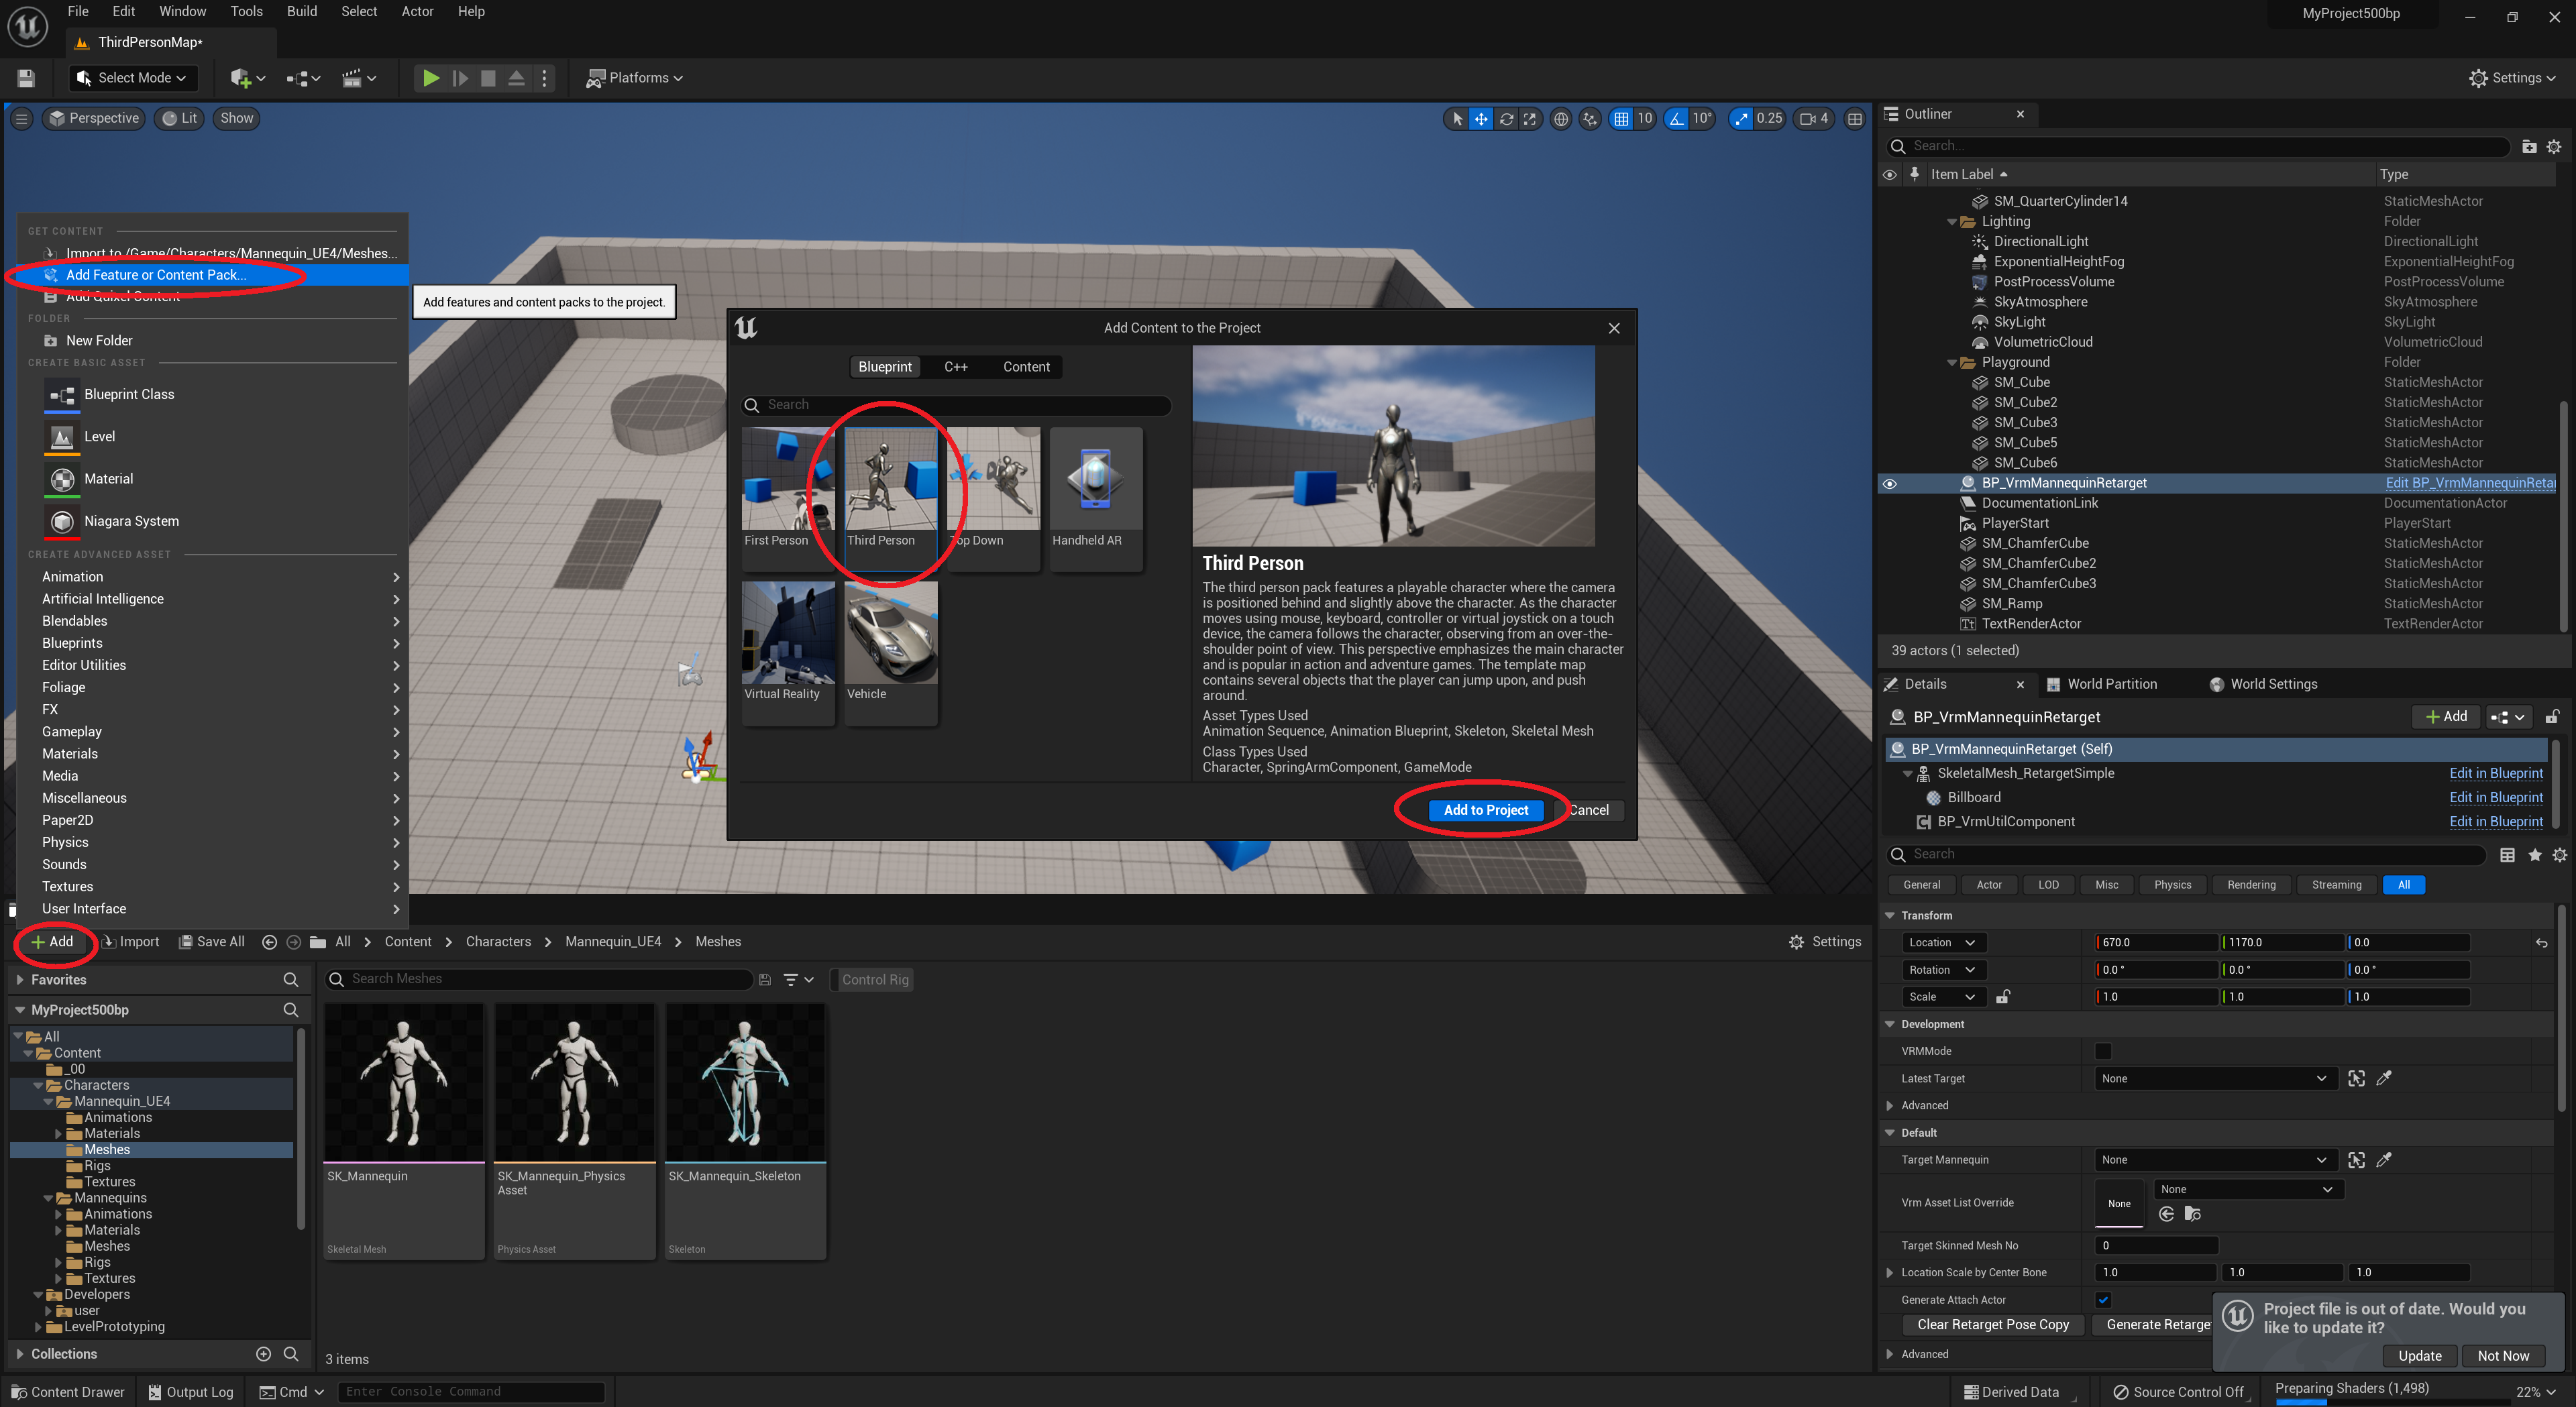 File Edit Window Tools Build Select Actor Help
MyProject500bp
ThirdPersonMap*
Select Mode
Platforms
Settings
Perspective Lit Show
10 10° 0.25 4
GET CONTENT
Import to /Game/Characters/Mannequin_UE4/Meshes...
Add Feature or Content Pack...
Add Quixel Content
Add features and content packs to the project.
FOLDER
New Folder
CREATE BASIC ASSET
Blueprint Class
Level
Material
Niagara System
CREATE ADVANCED ASSET
Animation
Artificial Intelligence
Blendables
Blueprints
Editor Utilities
Foliage
FX
Gameplay
Materials
Media
Miscellaneous
Paper2D
Physics
Sounds
Textures
User Interface
Add Content to the Project
Blueprint C++ Content
Search
First Person
Third Person
Top Down
Handheld AR
Virtual Reality
Vehicle
Third Person
The third person pack features a playable character where the camera
is positioned behind and slightly above the character. As the character
moves using mouse, keyboard, controller or virtual joystick on a touch
device, the camera follows the character, observing from an over-the-
shoulder point of view. This perspective emphasizes the main character
and is popular in action and adventure games. The template map
contains several objects that the player can jump upon, and push
around.
Asset Types Used
Animation Sequence, Animation Blueprint, Skeleton, Skeletal Mesh
Class Types Used
Character, SpringArmComponent, GameMode
Add to Project
Cancel
Outliner
Search...
Item Label Type
SM_QuarterCylinder14 StaticMeshActor
Lighting Folder
DirectionalLight DirectionalLight
ExponentialHeightFog ExponentialHeightFog
PostProcessVolume PostProcessVolume
SkyAtmosphere SkyAtmosphere
SkyLight SkyLight
VolumetricCloud VolumetricCloud
Playground Folder
SM_Cube StaticMeshActor
SM_Cube2 StaticMeshActor
SM_Cube3 StaticMeshActor
SM_Cube5 StaticMeshActor
SM_Cube6 StaticMeshActor
BP_VrmMannequinRetarget Edit BP_VrmMannequinRetar
DocumentationLink DocumentationActor
PlayerStart PlayerStart
SM_ChamferCube StaticMeshActor
SM_ChamferCube2 StaticMeshActor
SM_ChamferCube3 StaticMeshActor
SM_Ramp StaticMeshActor
TextRenderActor TextRenderActor
39 actors (1 selected)
Details World Partition World Settings
BP_VrmMannequinRetarget
Add
BP_VrmMannequinRetarget (Self)
SkeletalMesh_RetargetSimple Edit in Blueprint
Billboard Edit in Blueprint
BP_VrmUtilComponent Edit in Blueprint
Search
General Actor LOD Misc Physics Rendering Streaming All
Transform
Location 670.0 1170.0 0.0
Rotation 0.0 ° 0.0 ° 0.0 °
Scale 1.0 1.0 1.0
Development
VRMMode
Latest Target None
Advanced
Default
Target Mannequin None
Vrm Asset List Override None None
Target Skinned Mesh No 0
Location Scale by Center Bone 1.0 1.0 1.0
Generate Attach Actor
Clear Retarget Pose Copy Generate Retarge
Advanced
Project file is out of date. Would you
like to update it?
Update Not Now
Add Import Save All All Content Characters Mannequin_UE4 Meshes
Settings
Favorites
MyProject500bp
All
Content
_00
Characters
Mannequin_UE4
Animations
Materials
Meshes
Rigs
Textures
Mannequins
Animations
Materials
Meshes
Rigs
Textures
Developers
user
LevelPrototyping
Collections
Search Meshes
Control Rig
SK_Mannequin
Skeletal Mesh
SK_Mannequin_Physics
Asset
Physics Asset
SK_Mannequin_Skeleton
Skeleton
3 items
Content Drawer Output Log Cmd Enter Console Command
Derived Data Source Control Off Preparing Shaders (1,498) 22%